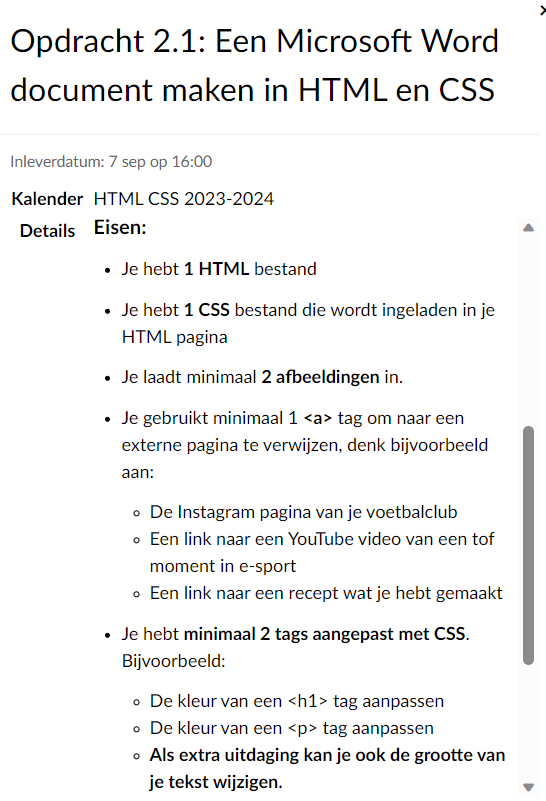 Opdracht 2.1: Een Microsoft Word
document maken in HTML en CSS
Inleverdatum: 7 sep op 16:00
Kalender HTML CSS 2023-2024
Details Eisen:
• Je hebt 1 HTML bestand
• Je hebt 1 CSS bestand die wordt ingeladen in je
HTML pagina
• Je laadt minimaal 2 afbeeldingen in.
• Je gebruikt minimaal 1 <a> tag om naar een
externe pagina te verwijzen, denk bijvoorbeeld
aan:
◦ De Instagram pagina van je voetbalclub
◦ Een link naar een YouTube video van een tof
moment in e-sport
◦ Een link naar een recept wat je hebt gemaakt
• Je hebt minimaal 2 tags aangepast met CSS.
Bijvoorbeeld:
◦ De kleur van een <h1> tag aanpassen
◦ De kleur van een <p> tag aanpassen
◦ Als extra uitdaging kan je ook de grootte van
je tekst wijzigen.